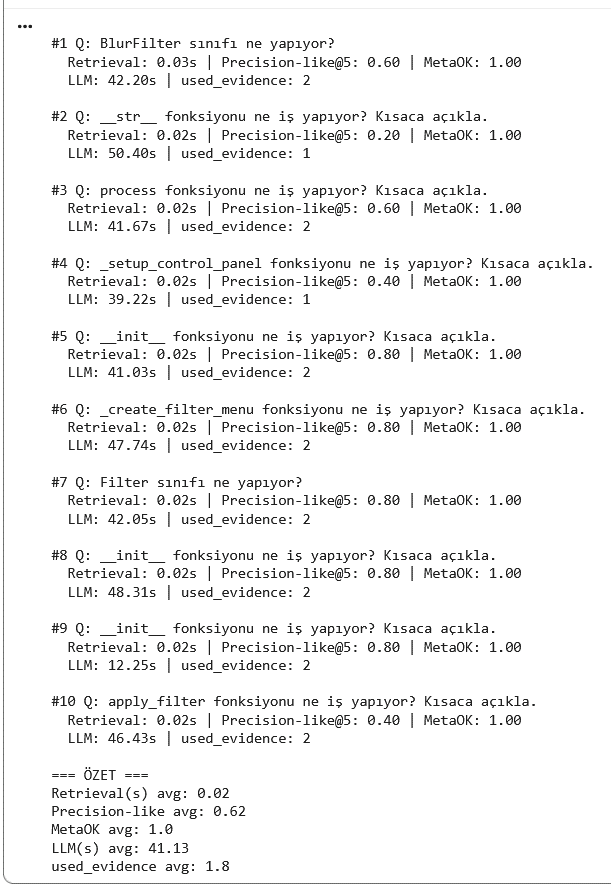 ...
#1 Q: BlurFilter sınıfı ne yapıyor?
Retrieval: 0.03s | Precision-like@5: 0.60 | MetaOK: 1.00
LLM: 42.20s | used_evidence: 2
#2 Q: __str__ fonksiyonu ne iş yapıyor? Kısaca açıkla.
Retrieval: 0.02s | Precision-like@5: 0.20 | MetaOK: 1.00
LLM: 50.40s | used_evidence: 1
#3 Q: process fonksiyonu ne iş yapıyor? Kısaca açıkla.
Retrieval: 0.02s | Precision-like@5: 0.60 | MetaOK: 1.00
LLM: 41.67s | used_evidence: 2
#4 Q: _setup_control_panel fonksiyonu ne iş yapıyor? Kısaca açıkla.
Retrieval: 0.02s | Precision-like@5: 0.40 | MetaOK: 1.00
LLM: 39.22s | used_evidence: 1
#5 Q: __init__ fonksiyonu ne iş yapıyor? Kısaca açıkla.
Retrieval: 0.02s | Precision-like@5: 0.80 | MetaOK: 1.00
LLM: 41.03s | used_evidence: 2
#6 Q: _create_filter_menu fonksiyonu ne iş yapıyor? Kısaca açıkla.
Retrieval: 0.02s | Precision-like@5: 0.80 | MetaOK: 1.00
LLM: 47.74s | used_evidence: 2
#7 Q: Filter sınıfı ne yapıyor?
Retrieval: 0.02s | Precision-like@5: 0.80 | MetaOK: 1.00
LLM: 42.05s | used_evidence: 2
#8 Q: __init__ fonksiyonu ne iş yapıyor? Kısaca açıkla.
Retrieval: 0.02s | Precision-like@5: 0.80 | MetaOK: 1.00
LLM: 48.31s | used_evidence: 2
#9 Q: __init__ fonksiyonu ne iş yapıyor? Kısaca açıkla.
Retrieval: 0.02s | Precision-like@5: 0.80 | MetaOK: 1.00
LLM: 12.25s | used_evidence: 2
#10 Q: apply_filter fonksiyonu ne iş yapıyor? Kısaca açıkla.
Retrieval: 0.02s | Precision-like@5: 0.40 | MetaOK: 1.00
LLM: 46.43s | used_evidence: 2
=== ÖZET ===
Retrieval(s) avg: 0.02
Precision-like avg: 0.62
MetaOK avg: 1.0
LLM(s) avg: 41.13
used_evidence avg: 1.8